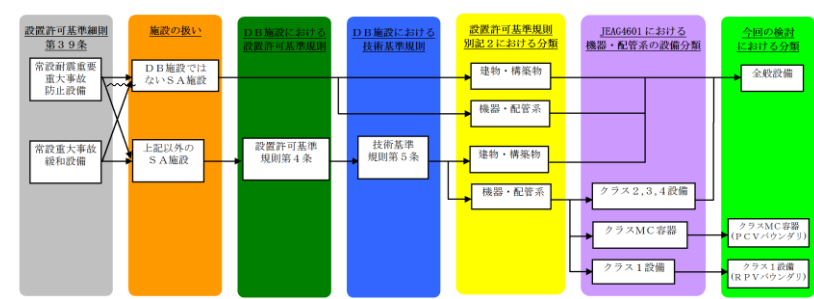 設置許可基準細則
第３９条
常設耐震重要
重大事故
防止設備
常設重大事故
緩和設備
施設の扱い
ＤＢ施設では
ないＳＡ施設
上記以外の
ＳＡ施設
ＤＢ施設における
設置許可基準規則
設置許可基準
規則第４条
ＤＢ施設における
技術基準規則
技術基準
規則第５条
設置許可基準規則
別記２における分類
建物・構築物
機器・配管系
建物・構築物
機器・配管系
JEAG4601における
機器・配管系の設備分類
クラス２,３,４設備
クラスＭＣ容器
クラス１設備
今回の検討
における分類
全般設備
クラスＭＣ容器
(ＰＣＶバウンダリ)
クラス１設備
(ＲＰＶバウンダリ)